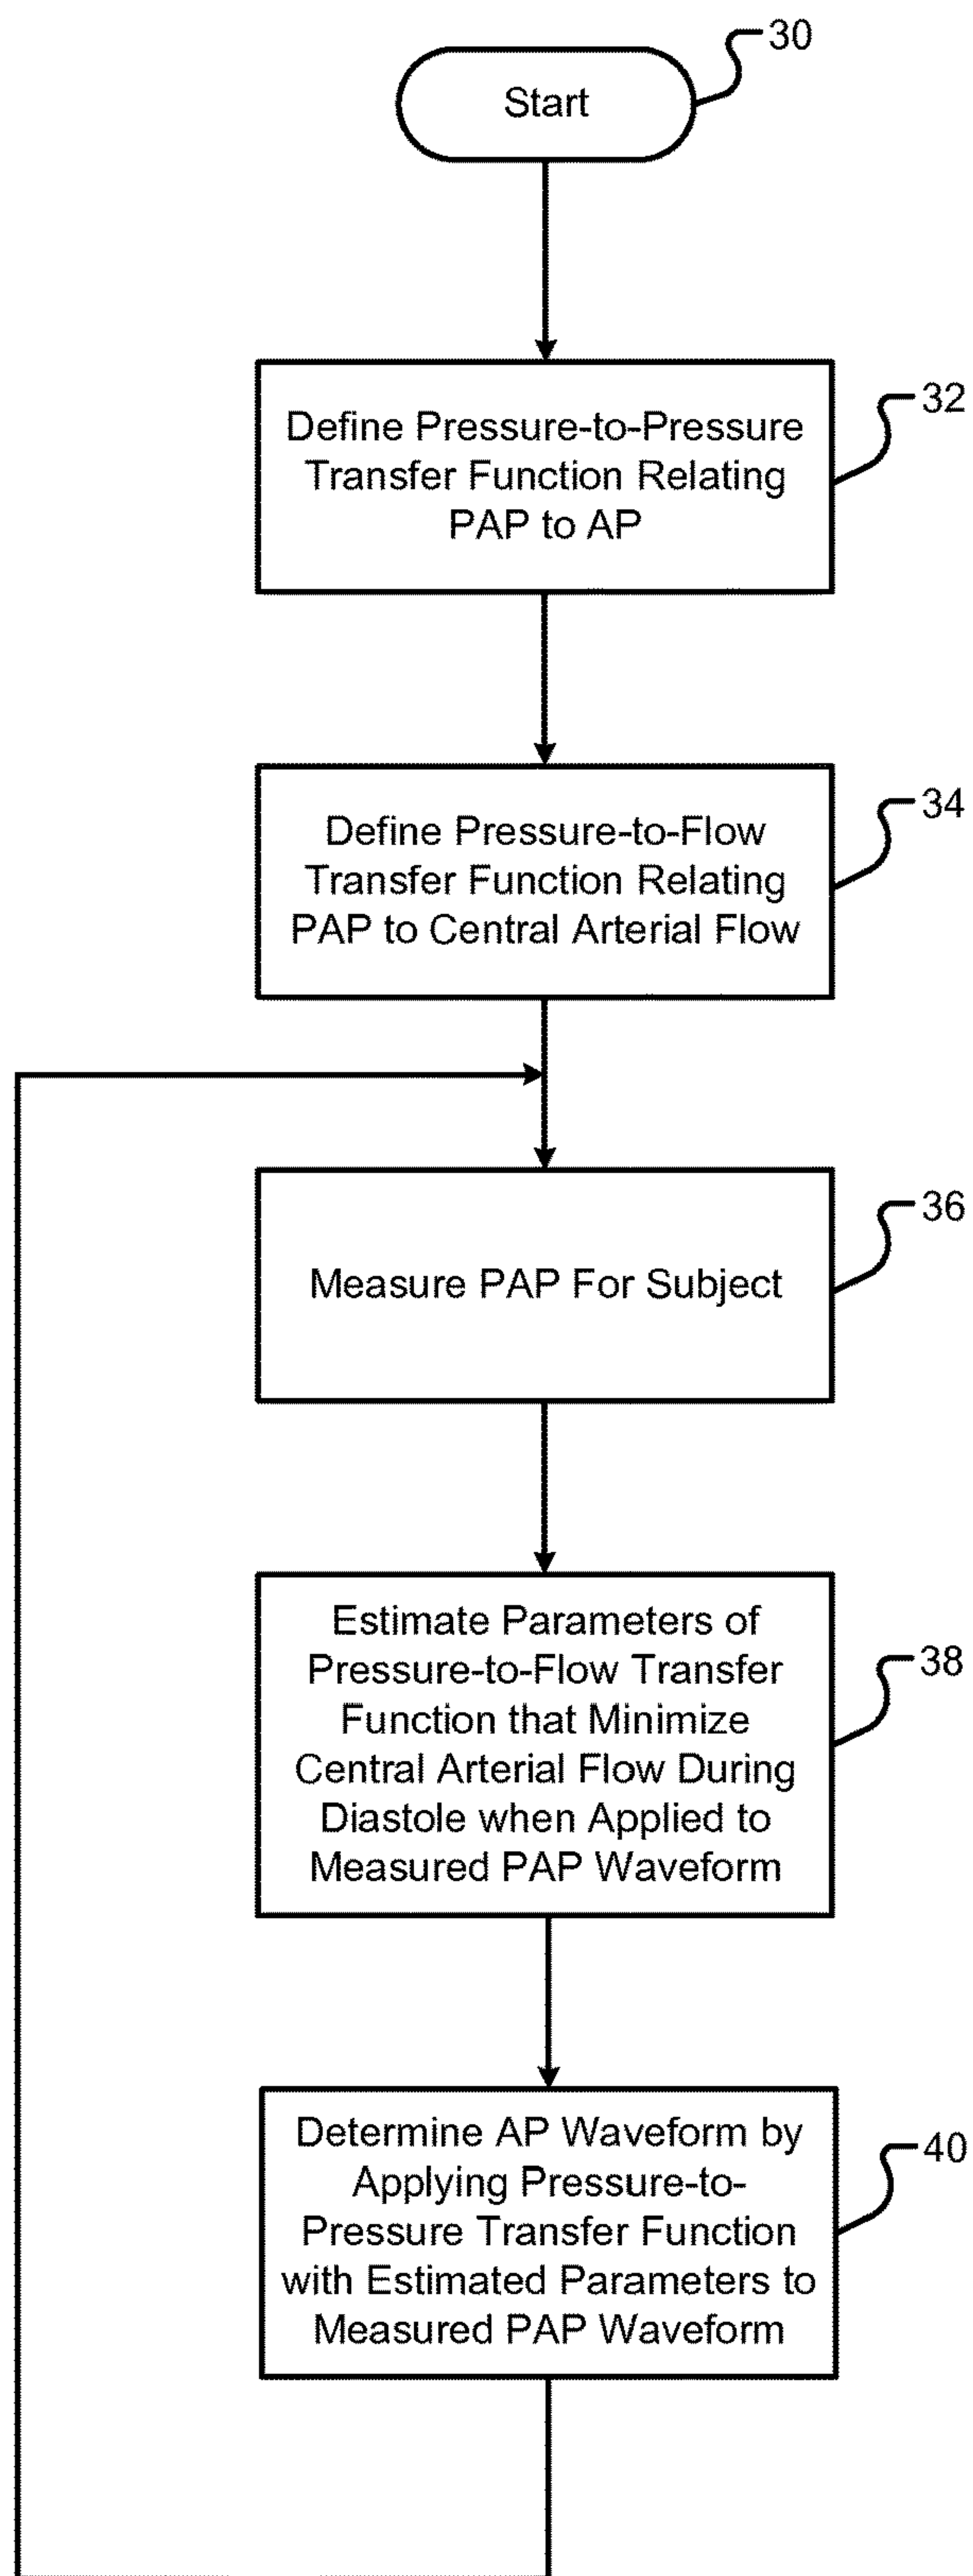 30
Start
32
Define Pressure-to-Pressure
Transfer Function Relating
PAP to AP
34
Define Pressure-to-Flow
Transfer Function Relating
PAP to Central Arterial Flow
36
Measure PAP For Subject
Estimate Parameters of
Pressure-to-Flow Transfer
38
Function that Minimize
Central Arterial Flow During
Diastole when Applied to
Measured PAP Waveform
Determine AP Waveform by
40
Applying Pressure-to-
Pressure Transfer Function
with Estimated Parameters to
Measured PAP Waveform